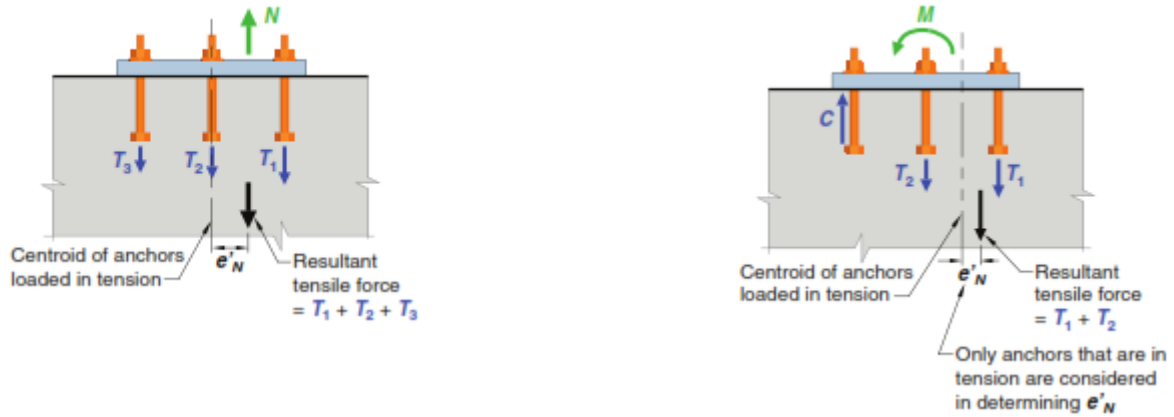 N
T3
T2
T1
Centroid of anchors
loaded in tension
e'N
Resultant
tensile force
= T1 + T2 + T3
M
C
T2
T1
Centroid of anchors
loaded in tension
e'N
Resultant
tensile force
= T1 + T2
Only anchors that are in
tension are considered
in determining e'N